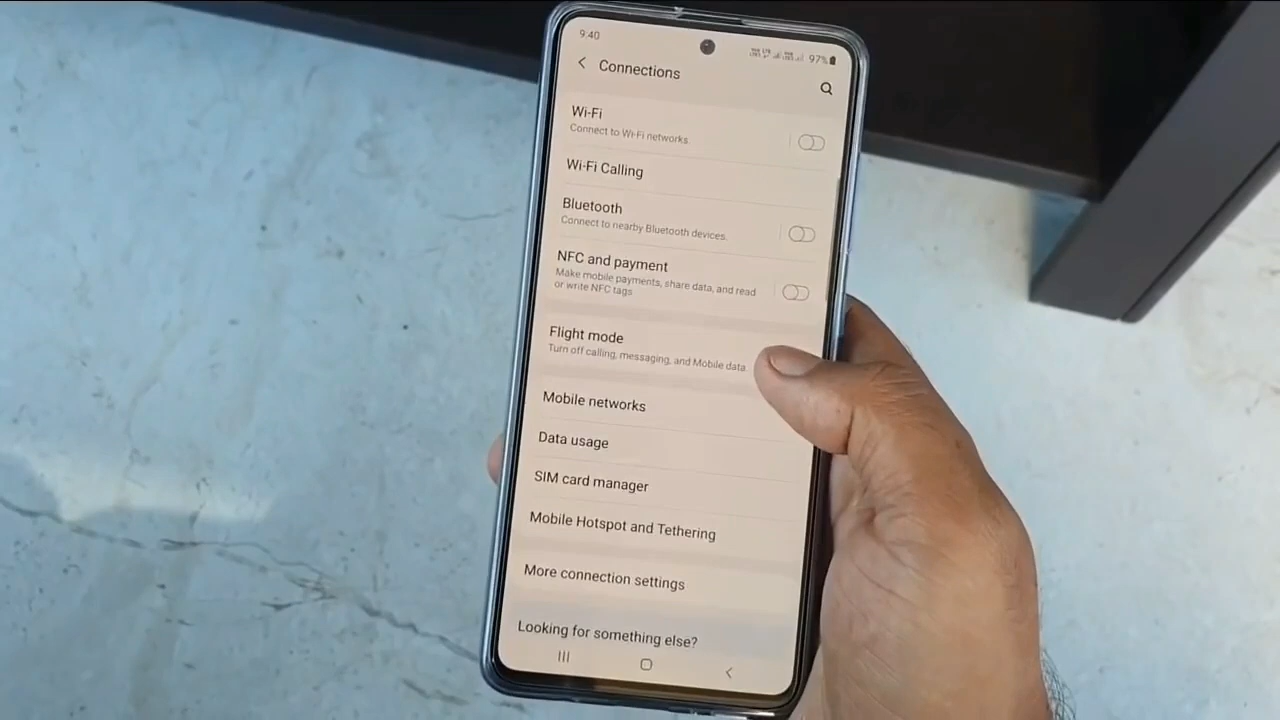 9:40
97%
Connections
Wi-Fi
Connect to Wi-Fi networks.
Wi-Fi Calling
Bluetooth
Connect to nearby Bluetooth devices.
NFC and payment
Make mobile payments, share data, and read
or write NFC tags
Flight mode
Turn off calling, messaging, and Mobile data.
Mobile networks
Data usage
SIM card manager
Mobile Hotspot and Tethering
More connection settings
Looking for something else?